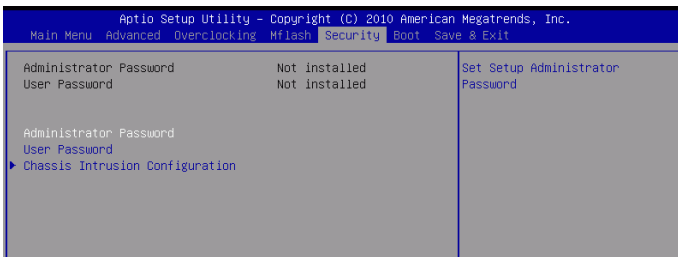 Aptio Setup Utility – Copyright (C) 2010 American Megatrends, Inc.
Main Menu Advanced Overclocking Mflash Security Boot Save & Exit
Administrator Password Not installed
User Password Not installed
Set Setup Administrator
Password
Administrator Password
User Password
Chassis Intrusion Configuration